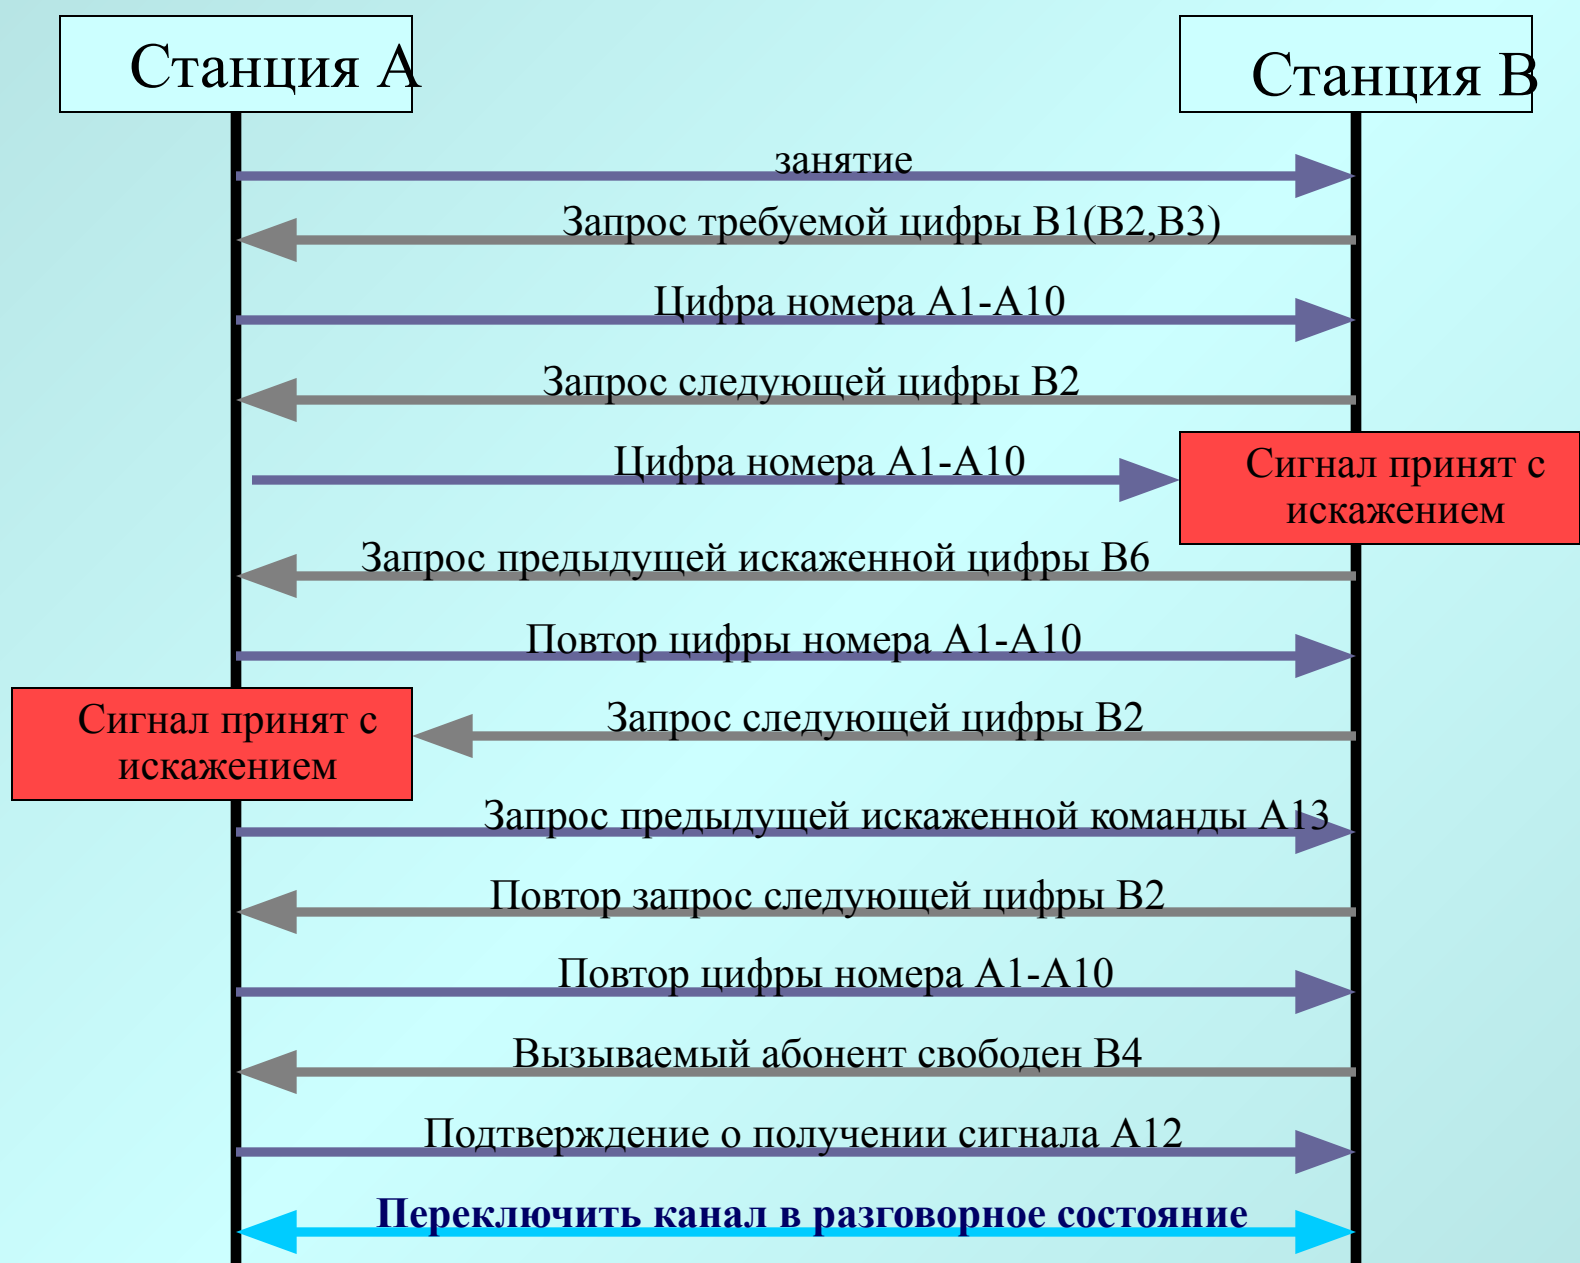 Станция А
Станция В
занятие
Запрос требуемой цифры В1(В2,В3)
Цифра номера А1-А10
Запрос следующей цифры В2
Цифра номера А1-А10
Сигнал принят с
искажением
Запрос предыдущей искаженной цифры В6
Повтор цифры номера А1-А10
Сигнал принят с
искажением
Запрос следующей цифры В2
Запрос предыдущей искаженной команды А13
Повтор запрос следующей цифры В2
Повтор цифры номера А1-А10
Вызываемый абонент свободен В4
Подтверждение о получении сигнала А12
Переключить канал в разговорное состояние